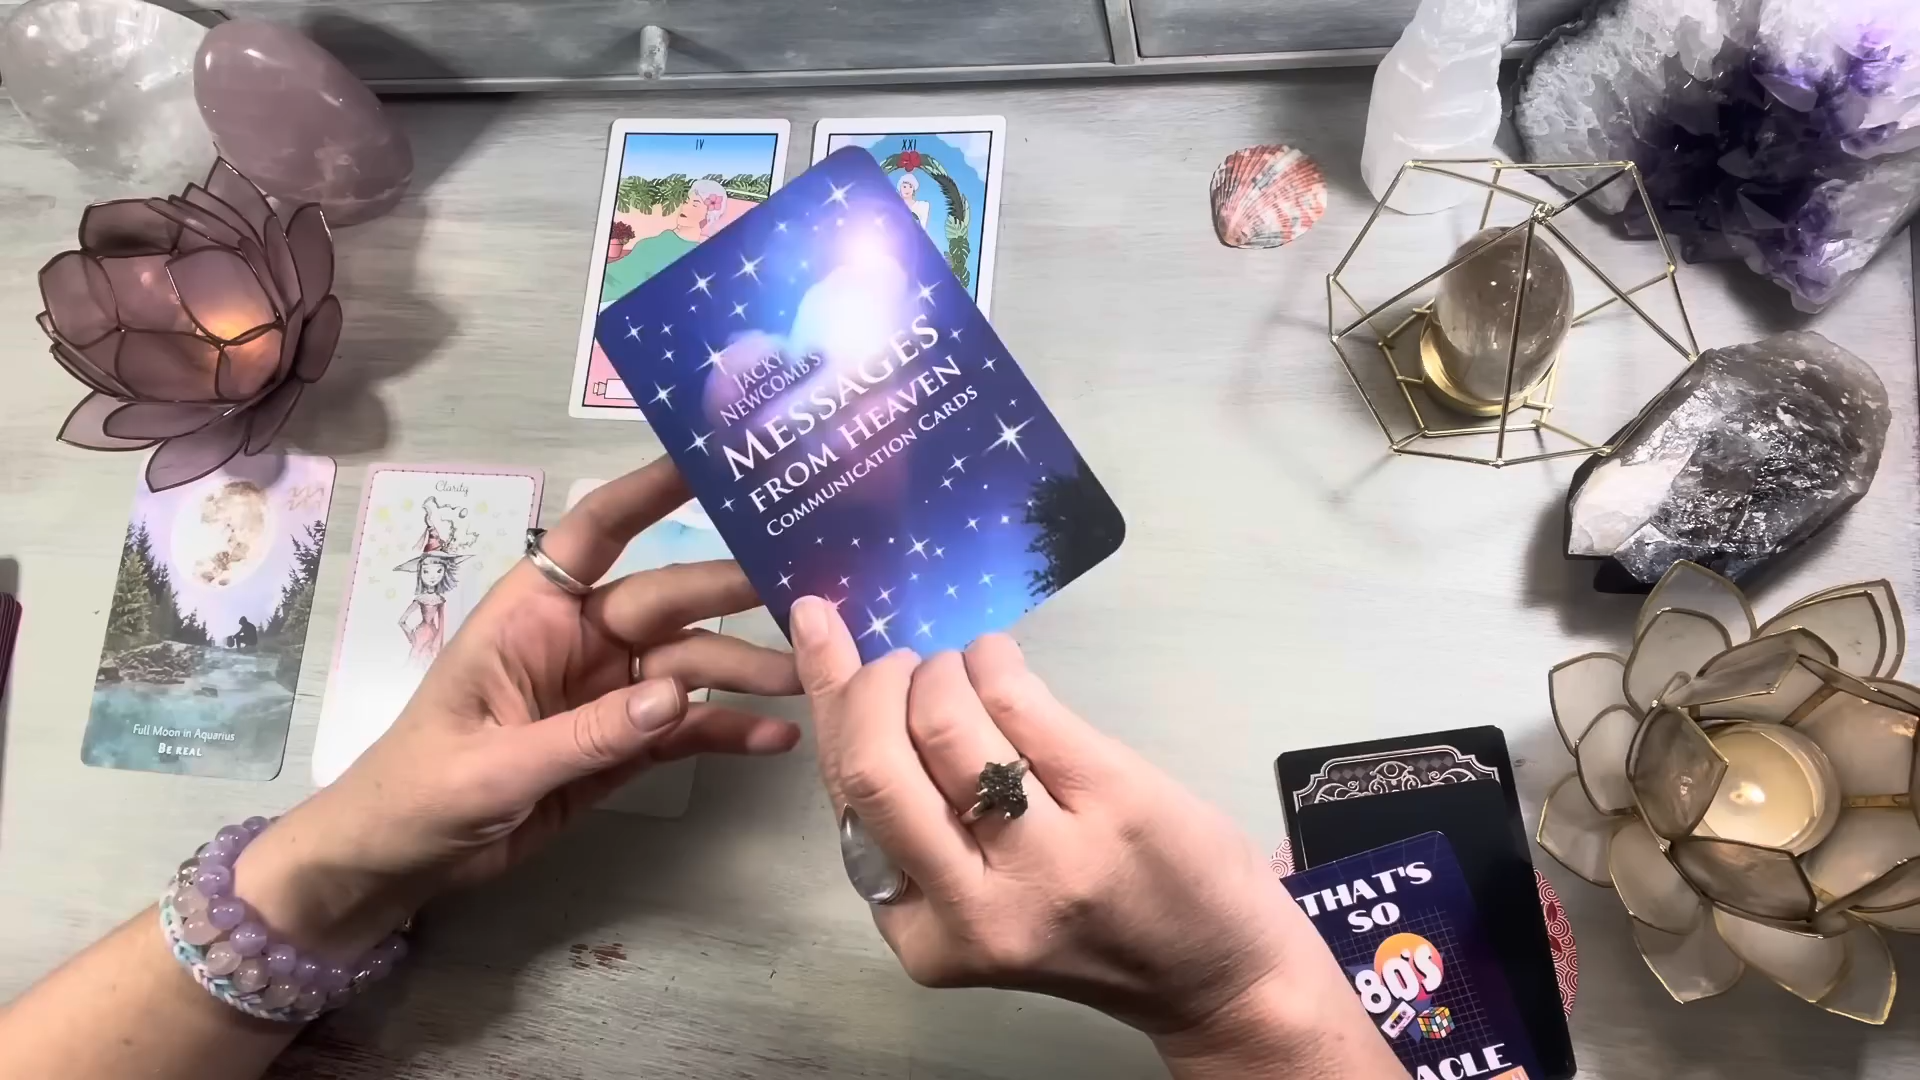 IV
XXI
JACKY
NEWCOMB'S
MESSAGES
FROM HEAVEN
COMMUNICATION CARDS
Clarity
Full Moon in Aquarius
BE REAL
THAT'S
SO
80's